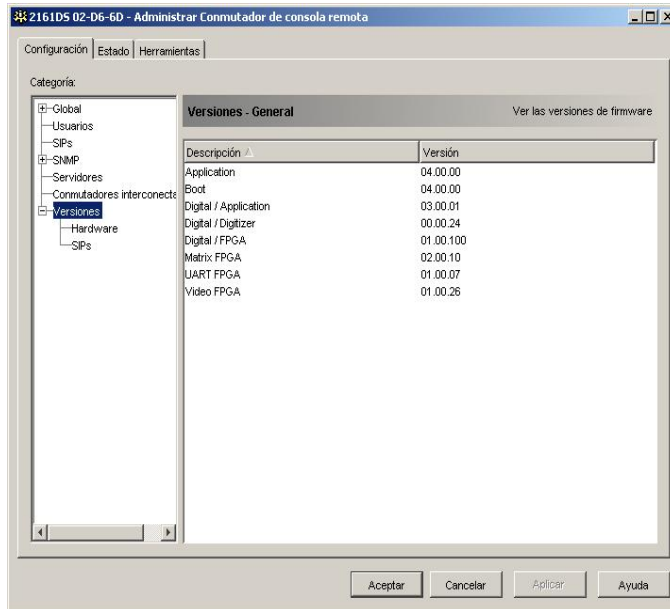 2161DS 02-D6-6D - Administrar Conmutador de consola remota
Configuración Estado Herramientas
Categoría:
Global
Usuarios
SIPs
SNMP
Servidores
Conmutadores interconecta
Versiones
Hardware
SIPs
Versiones - General Ver las versiones de firmware
Descripción Versión
Application 04.00.00
Boot 04.00.00
Digital / Application 03.00.01
Digital / Digitizer 00.00.24
Digital / FPGA 01.00.100
Matrix FPGA 02.00.10
UART FPGA 01.00.07
Video FPGA 01.00.26
Aceptar Cancelar Aplicar Ayuda